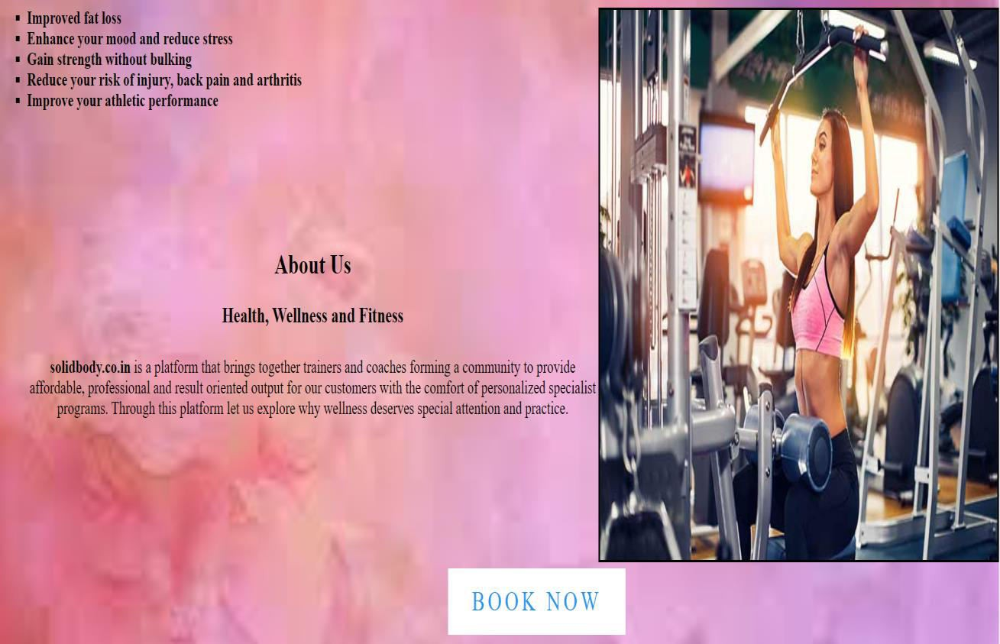 ▪ Improved fat loss
▪ Enhance your mood and reduce stress
▪ Gain strength without bulking
▪ Reduce your risk of injury, back pain and arthritis
▪ Improve your athletic performance
About Us
Health, Wellness and Fitness
solidbody.co.in is a platform that brings together trainers and coaches forming a community to provide
affordable, professional and result oriented output for our customers with the comfort of personalized specialist
programs. Through this platform let us explore why wellness deserves special attention and practice.
BOOK NOW